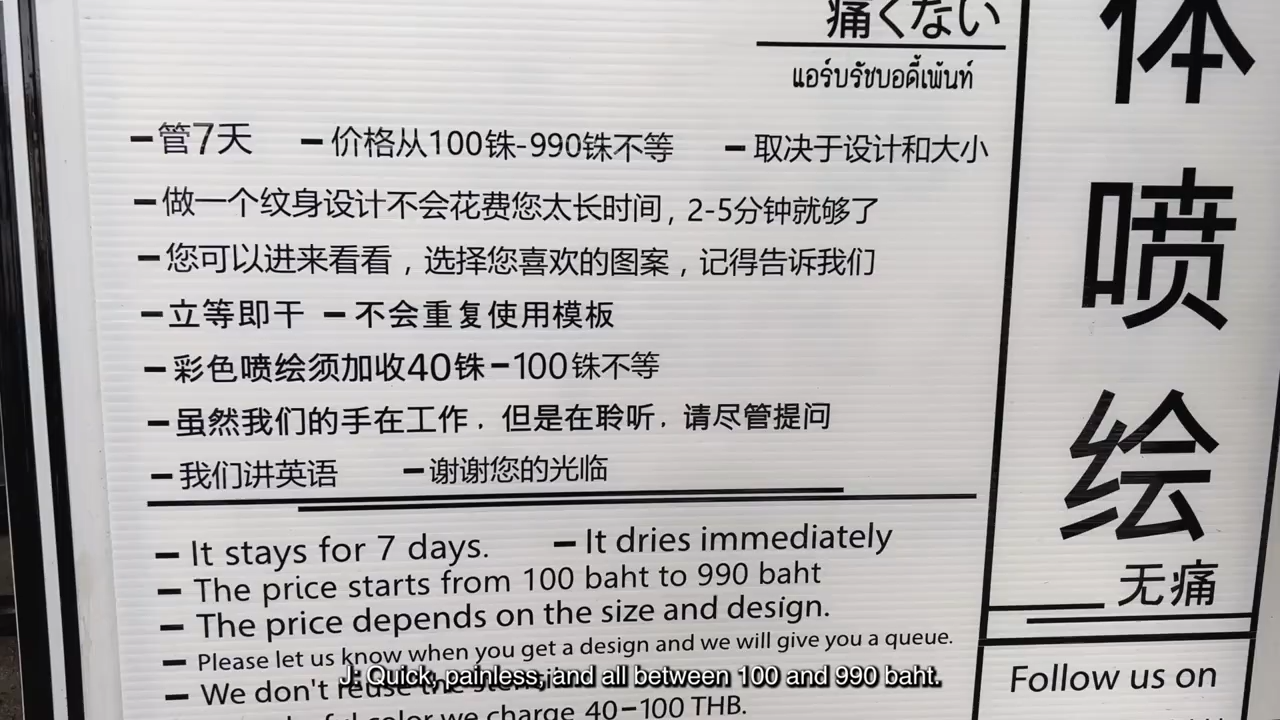 痛くない
แอร์บรัชบอดี้เพ้นท์
－管7天 －价格从100铢-990铢不等 －取决于设计和大小
－做一个纹身设计不会花费您太长时间，2-5分钟就够了
－您可以进来看看，选择您喜欢的图案，记得告诉我们
－立等即干 －不会重复使用模板
－彩色喷绘须加收40铢－100铢不等
－虽然我们的手在工作．但是在聆听．请尽管提问
－我们讲英语 －谢谢您的光临
－It stays for 7 days. －It dries immediately
－The price starts from 100 baht to 990 baht
－The price depends on the size and design.
－Please let us know when you get a design and we will give you a queue.
－We don't reuse the
color we charge 40－100 THB.
J: Quick, painless, and all between 100 and 990 baht.
体喷绘
无痛
Follow us on